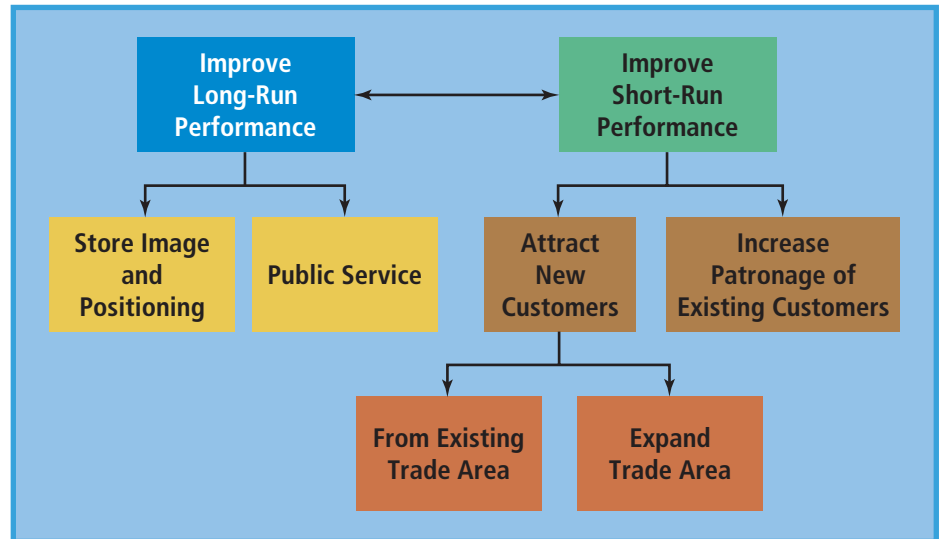 Improve
Long-Run
Performance
Improve
Short-Run
Performance
Store Image
and
Positioning
Public Service
Attract
New
Customers
Increase
Patronage of
Existing Customers
From Existing
Trade Area
Expand
Trade Area